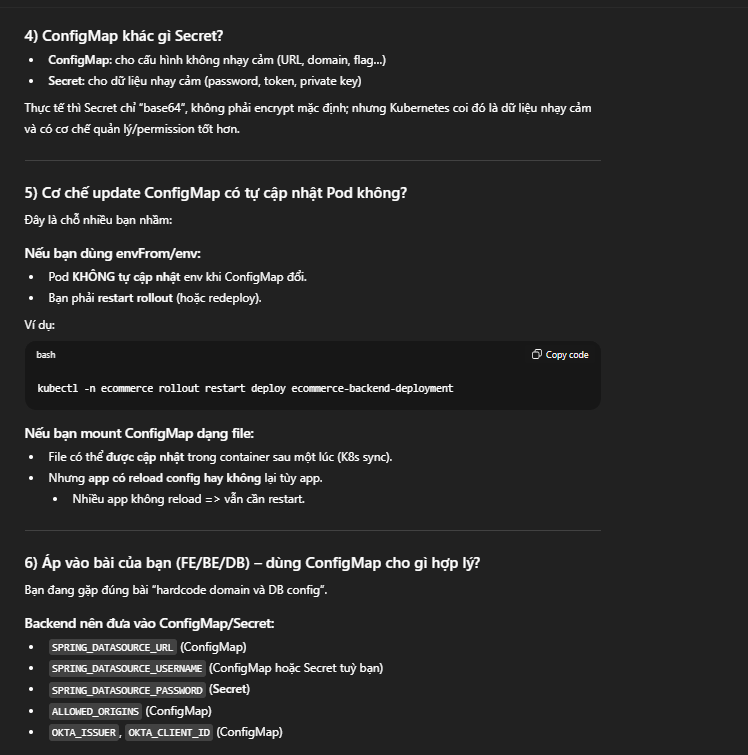 4) ConfigMap khác gì Secret?
• ConfigMap: cho cấu hình không nhạy cảm (URL, domain, flag...)
• Secret: cho dữ liệu nhạy cảm (password, token, private key)
Thực tế thì Secret chỉ “base64”, không phải encrypt mặc định; nhưng Kubernetes coi đó là dữ liệu nhạy cảm
và có cơ chế quản lý/permission tốt hơn.
5) Cơ chế update ConfigMap có tự cập nhật Pod không?
Đây là chỗ nhiều bạn nhầm:
Nếu bạn dùng envFrom/env:
• Pod KHÔNG tự cập nhật env khi ConfigMap đổi.
• Bạn phải restart rollout (hoặc redeploy).
Ví dụ:
bash Copy code
kubectl -n ecommerce rollout restart deploy ecommerce-backend-deployment
Nếu bạn mount ConfigMap dạng file:
• File có thể được cập nhật trong container sau một lúc (K8s sync).
• Nhưng app có reload config hay không lại tùy app.
• Nhiều app không reload => vẫn cần restart.
6) Áp vào bài của bạn (FE/BE/DB) – dùng ConfigMap cho gì hợp lý?
Bạn đang gặp đúng bài “hardcode domain và DB config”.
Backend nên đưa vào ConfigMap/Secret:
• SPRING_DATASOURCE_URL (ConfigMap)
• SPRING_DATASOURCE_USERNAME (ConfigMap hoặc Secret tuỳ bạn)
• SPRING_DATASOURCE_PASSWORD (Secret)
• ALLOWED_ORIGINS (ConfigMap)
• OKTA_ISSUER, OKTA_CLIENT_ID (ConfigMap)